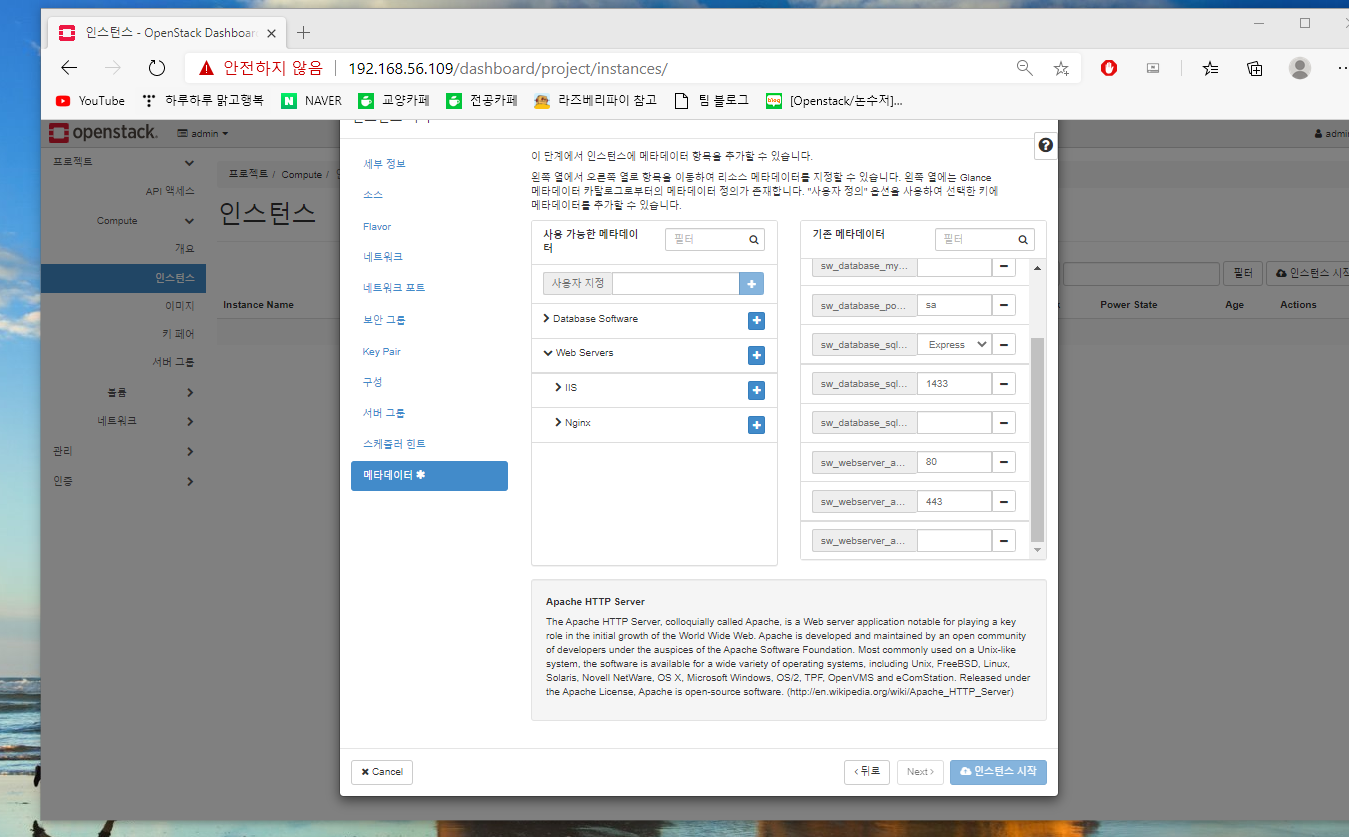 인스턴스 - OpenStack Dashboar
안전하지 않음
192.168.56.109/dashboard/project/instances/
YouTube
하루하루 맑고행복
NAVER
교양카페
전공카페
라즈베리파이 참고
팀 블로그
[Openstack/논수저]...
openstack.
admin
프로젝트
API 액세스
Compute
개요
인스턴스
이미지
키 페어
서버 그룹
볼륨
네트워크
관리
인증
프로젝트 / Compute /
인스턴스
필터
인스턴스 시작
Instance Name
Power State
Age
Actions
세부 정보
소스
Flavor
네트워크
네트워크 포트
보안 그룹
Key Pair
구성
서버 그룹
스케줄러 힌트
메타데이터 ✽
이 단계에서 인스턴스에 메타데이터 항목을 추가할 수 있습니다.
왼쪽 열에서 오른쪽 열로 항목을 이동하여 리소스 메타데이터를 지정할 수 있습니다. 왼쪽 열에는 Glance
메타데이터 카탈로그로부터의 메타데이터 정의가 존재합니다. "사용자 정의" 옵션을 사용하여 선택한 키에
메타데이터를 추가할 수 있습니다.
사용 가능한 메타데이
터
필터
사용자 지정
Database Software
Web Servers
IIS
Nginx
기존 메타데이터
필터
sw_database_my...
sw_database_po... sa
sw_database_sql... Express
sw_database_sql... 1433
sw_database_sql...
sw_webserver_a... 80
sw_webserver_a... 443
sw_webserver_a...
Apache HTTP Server
The Apache HTTP Server, colloquially called Apache, is a Web server application notable for playing a key
role in the initial growth of the World Wide Web. Apache is developed and maintained by an open community
of developers under the auspices of the Apache Software Foundation. Most commonly used on a Unix-like
system, the software is available for a wide variety of operating systems, including Unix, FreeBSD, Linux,
Solaris, Novell NetWare, OS X, Microsoft Windows, OS/2, TPF, OpenVMS and eComStation. Released under
the Apache License, Apache is open-source software. (http://en.wikipedia.org/wiki/Apache_HTTP_Server)
Cancel
‹ 뒤로
Next ›
인스턴스 시작